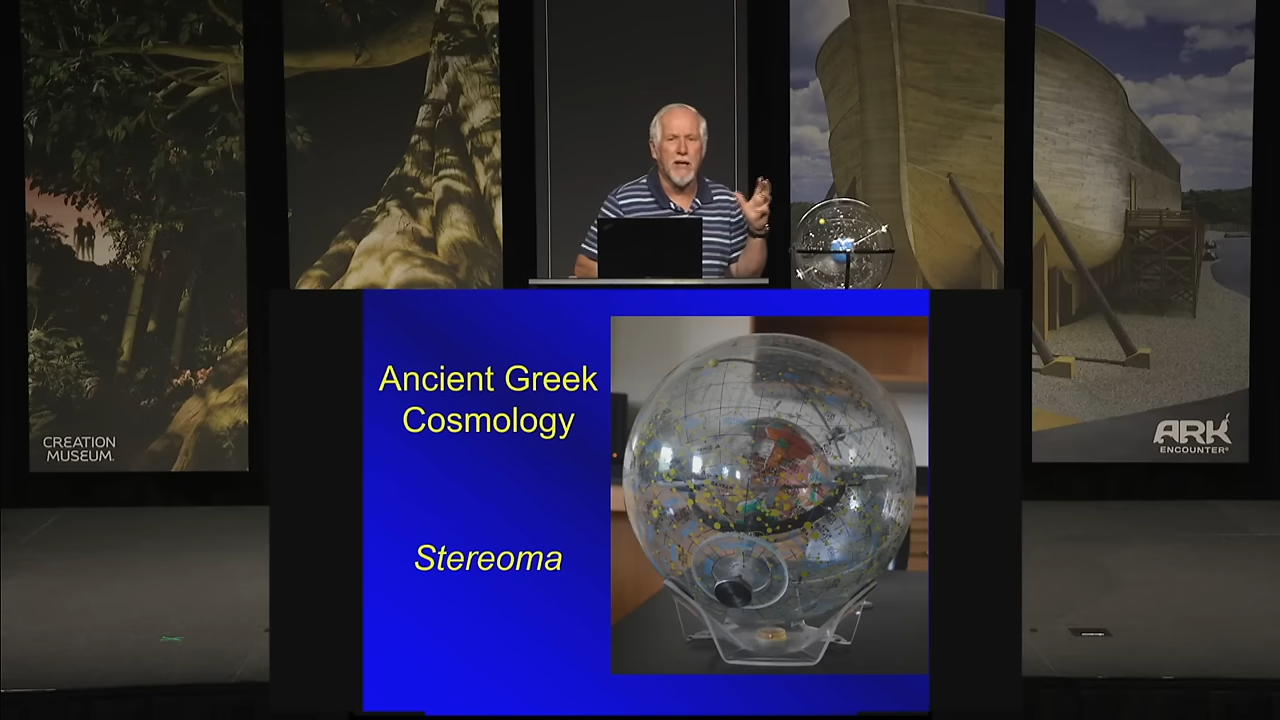 CREATION
MUSEUM.
Ancient Greek
Cosmology
Stereoma
ARK
ENCOUNTER®